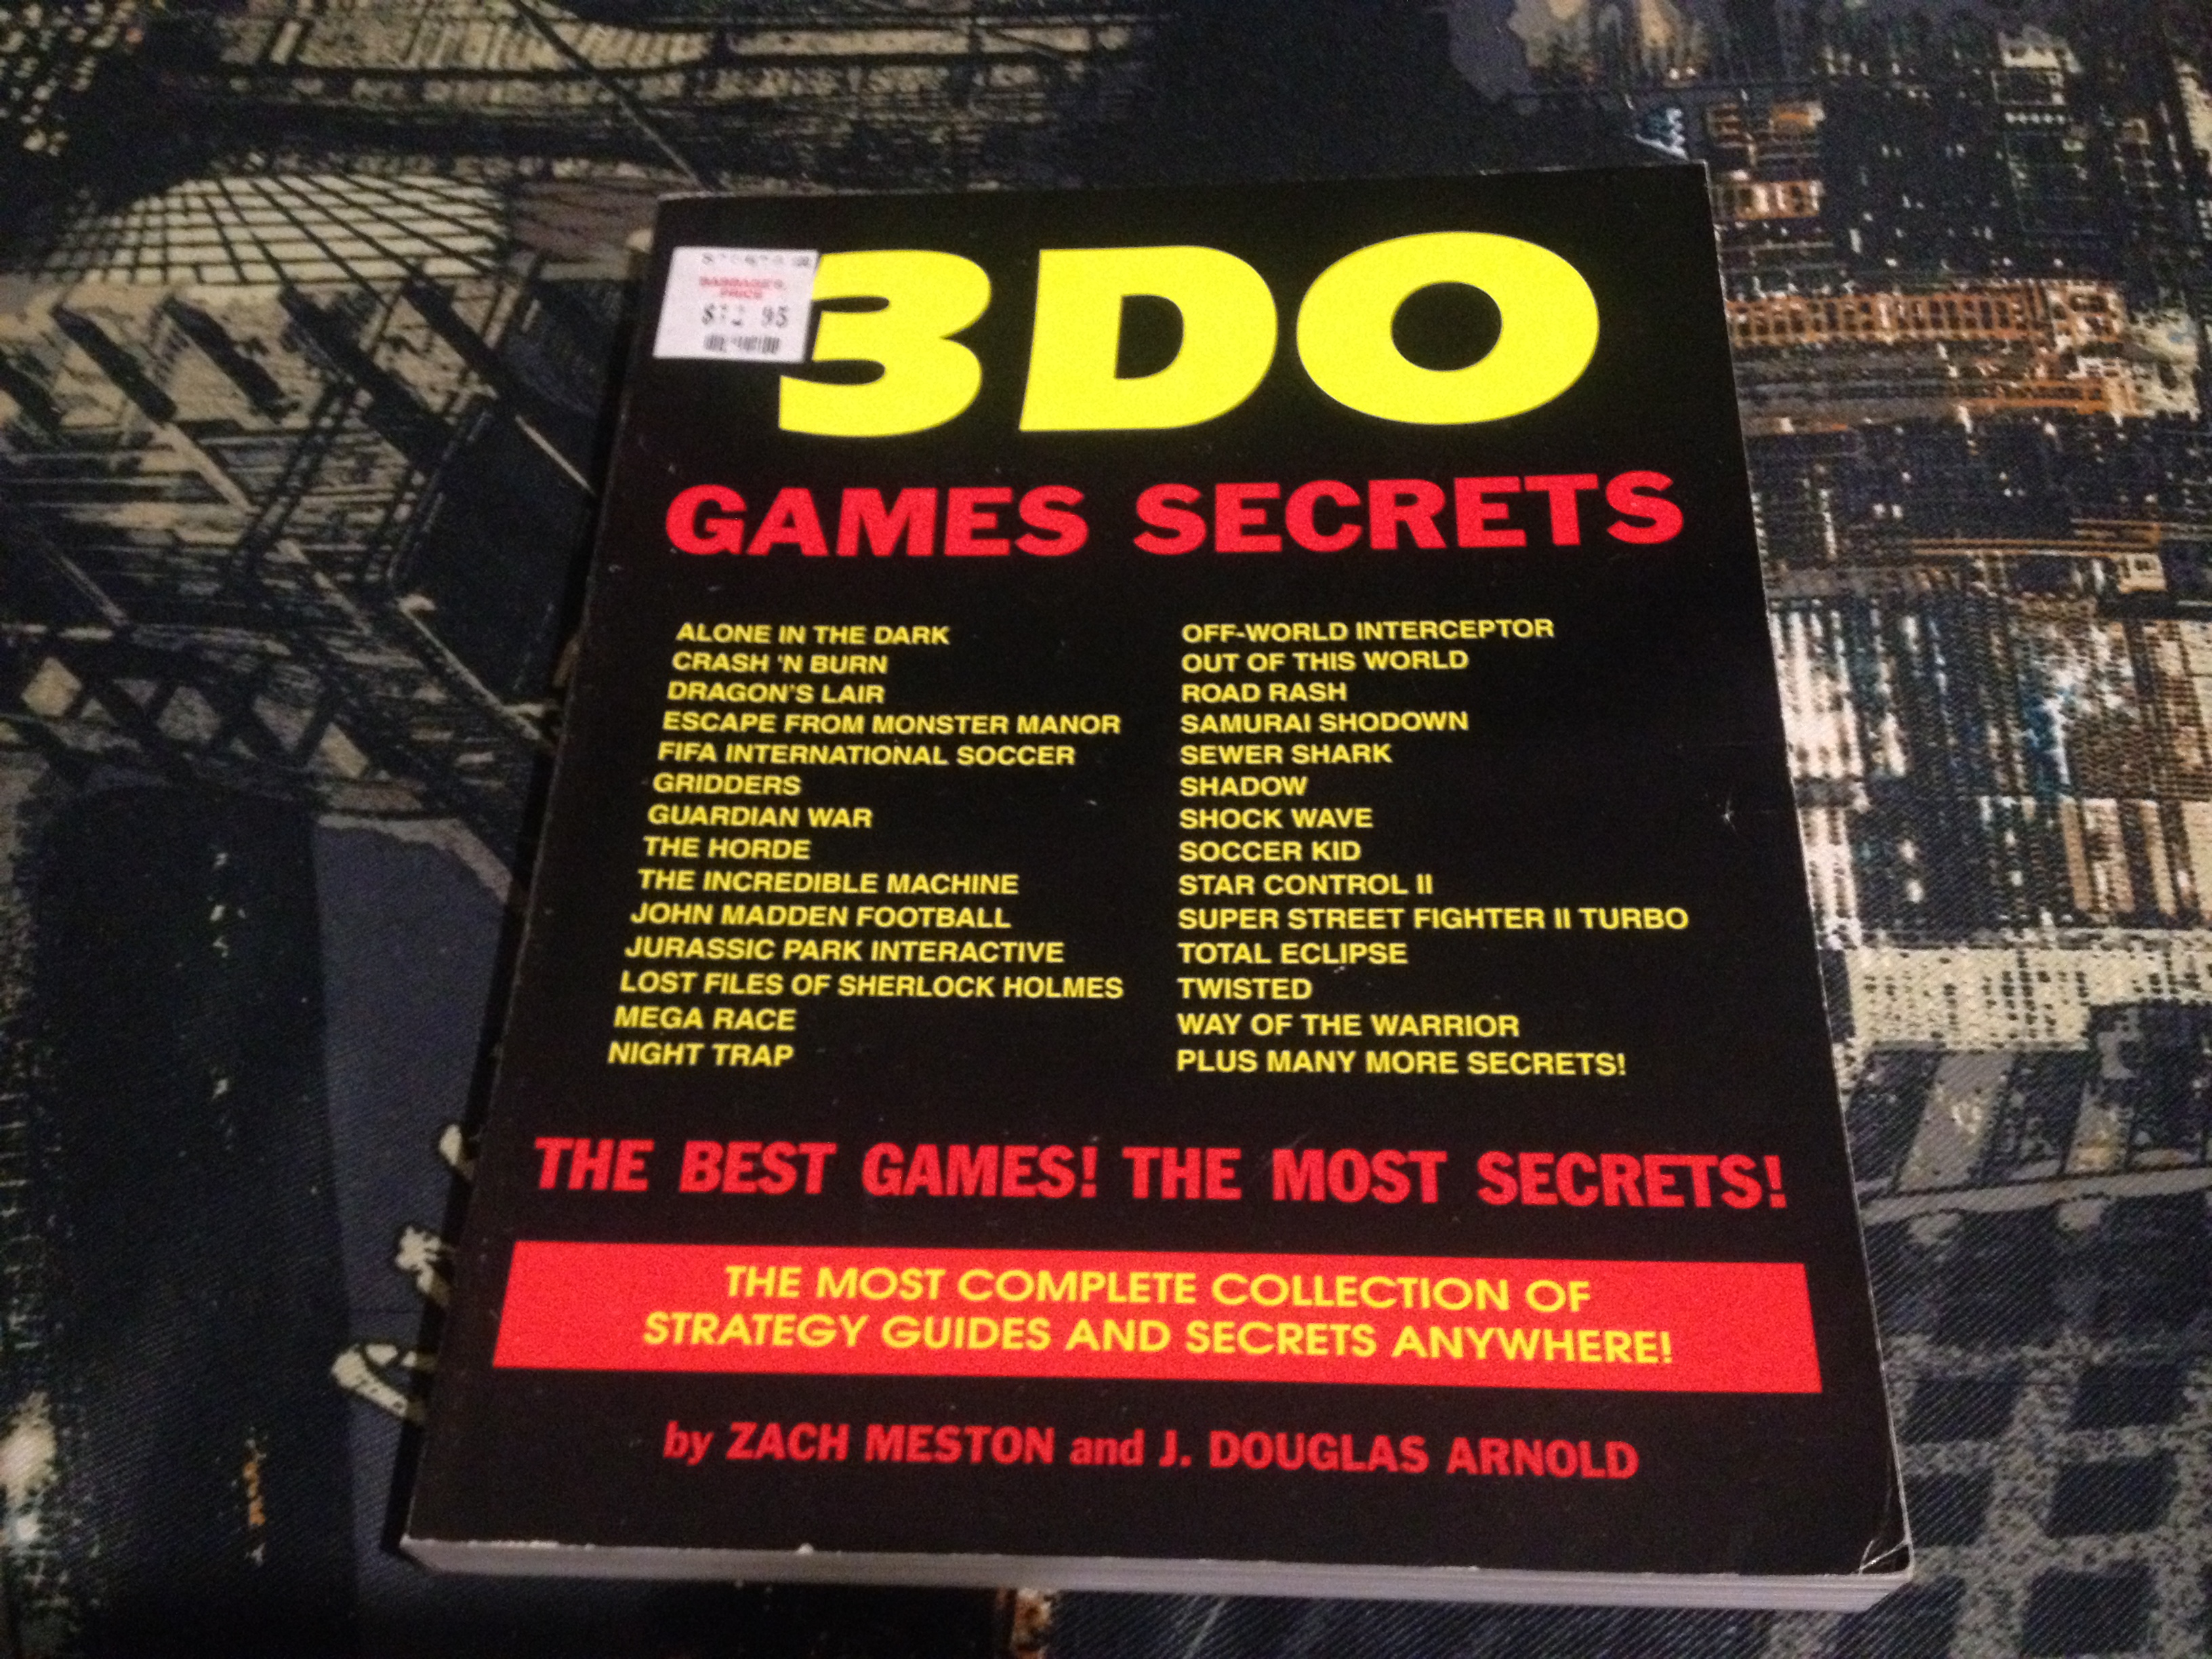 3DO
PRICE
GAMES SECRETS
ALONE IN THE DARK
CRASH 'N BURN
DRAGON'S LAIR
ESCAPE FROM MONSTER MANOR
FIFA INTERNATIONAL SOCCER
GRIDDERS
GUARDIAN WAR
THE HORDE
THE INCREDIBLE MACHINE
JOHN MADDEN FOOTBALL
JURASSIC PARK INTERACTIVE
LOST FILES OF SHERLOCK HOLMES
MEGA RACE
NIGHT TRAP
OFF-WORLD INTERCEPTOR
OUT OF THIS WORLD
ROAD RASH
SAMURAI SHODOWN
SEWER SHARK
SHADOW
SHOCK WAVE
SOCCER KID
STAR CONTROL II
SUPER STREET FIGHTER II TURBO
TOTAL ECLIPSE
TWISTED
WAY OF THE WARRIOR
PLUS MANY MORE SECRETS!
THE BEST GAMES! THE MOST SECRETS!
THE MOST COMPLETE COLLECTION OF
STRATEGY GUIDES AND SECRETS ANYWHERE!
by ZACH MESTON and J. DOUGLAS ARNOLD